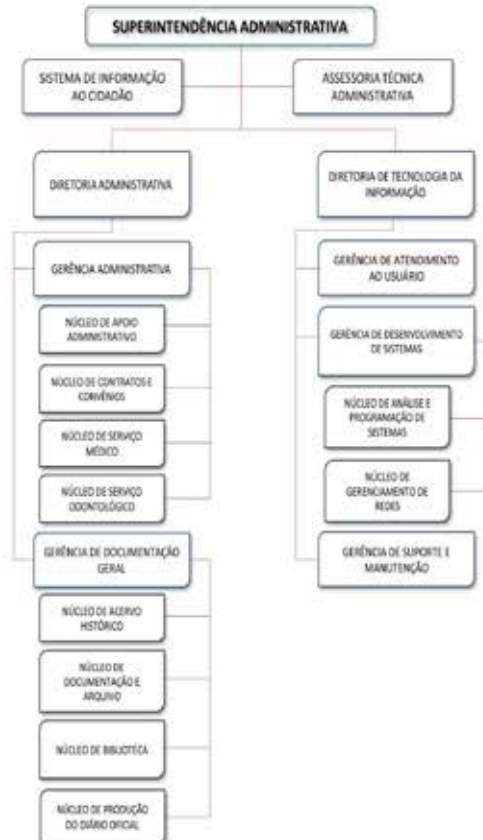 SUPERINTENDÊNCIA ADMINISTRATIVA
SISTEMA DE INFORMAÇÃO
AO CIDADÃO
ASSESSORIA TÉCNICA
ADMINISTRATIVA
DIRETORIA ADMINISTRATIVA
GERÊNCIA ADMINISTRATIVA
NÚCLEO DE APOIO
ADMINISTRATIVO
NÚCLEO DE CONTRATOS E
CONVÊNIOS
NÚCLEO DE SERVIÇO
MÉDICO
NÚCLEO DE SERVIÇO
ODONTOLÓGICO
GERÊNCIA DE DOCUMENTAÇÃO
GERAL
NÚCLEO DE ACERVO
HISTÓRICO
NÚCLEO DE
DOCUMENTAÇÃO E
ARQUIVO
NÚCLEO DE BIBLIOTECA
NÚCLEO DE PRODUÇÃO
DO DIÁRIO OFICIAL
DIRETORIA DE TECNOLOGIA DA
INFORMAÇÃO
GERÊNCIA DE ATENDIMENTO
AO USUÁRIO
GERÊNCIA DE DESENVOLVIMENTO
DE SISTEMAS
NÚCLEO DE ANÁLISE E
PROGRAMAÇÃO DE
SISTEMAS
NÚCLEO DE
GERENCIAMENTO DE
REDES
GERÊNCIA DE SUPORTE E
MANUTENÇÃO